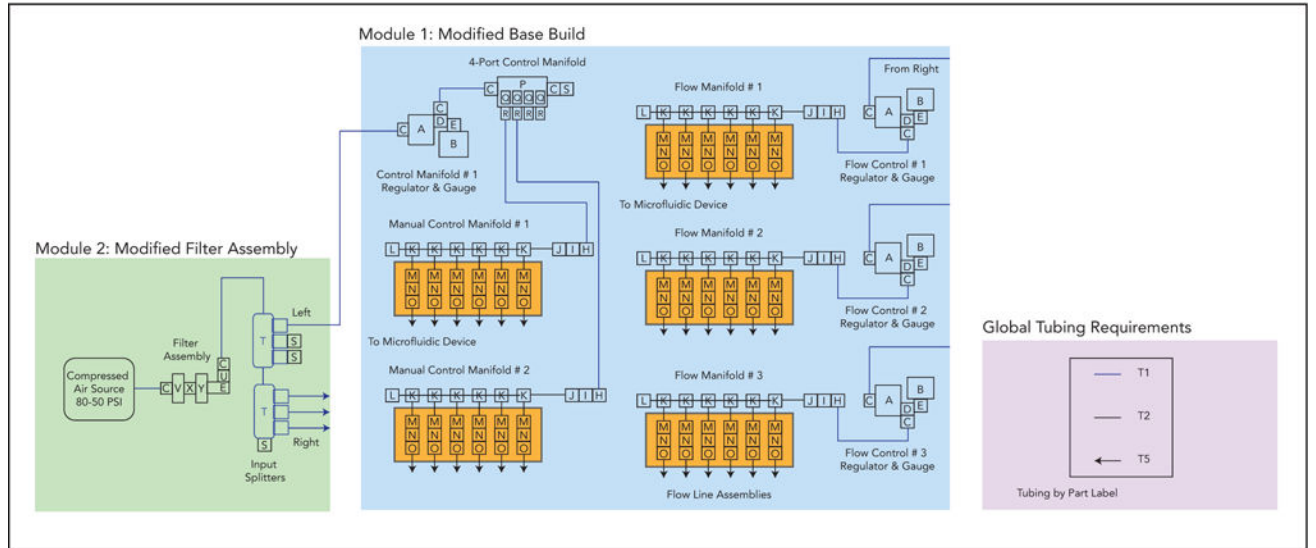 Module 1: Modified Base Build
4-Port Control Manifold
C P C S
Q Q Q Q
R R R R
C
C A D E
B
Control Manifold # 1
Regulator & Gauge
Manual Control Manifold # 1
L K K K K K K J I H
M M M M M M
N N N N N N
O O O O O O
To Microfluidic Device
Manual Control Manifold # 2
L K K K K K K J I H
M M M M M M
N N N N N N
O O O O O O
From Right
Flow Manifold # 1
L K K K K K K J I H
M M M M M M
N N N N N N
O O O O O O
To Microfluidic Device
B
C A D E
C
Flow Control # 1
Regulator & Gauge
Flow Manifold # 2
L K K K K K K J I H
M M M M M M
N N N N N N
O O O O O O
B
C A D E
C
Flow Control # 2
Regulator & Gauge
Flow Manifold # 3
L K K K K K K J I H
M M M M M M
N N N N N N
O O O O O O
B
C A D E
C
Flow Control # 3
Regulator & Gauge
Flow Line Assemblies
Module 2: Modified Filter Assembly
Left
T S
S
Filter
Assembly
Compressed
Air Source
80-50 PSI
C V X Y E U C
T
S
Right
Input
Splitters
Global Tubing Requirements
T1
T2
T5
Tubing by Part Label